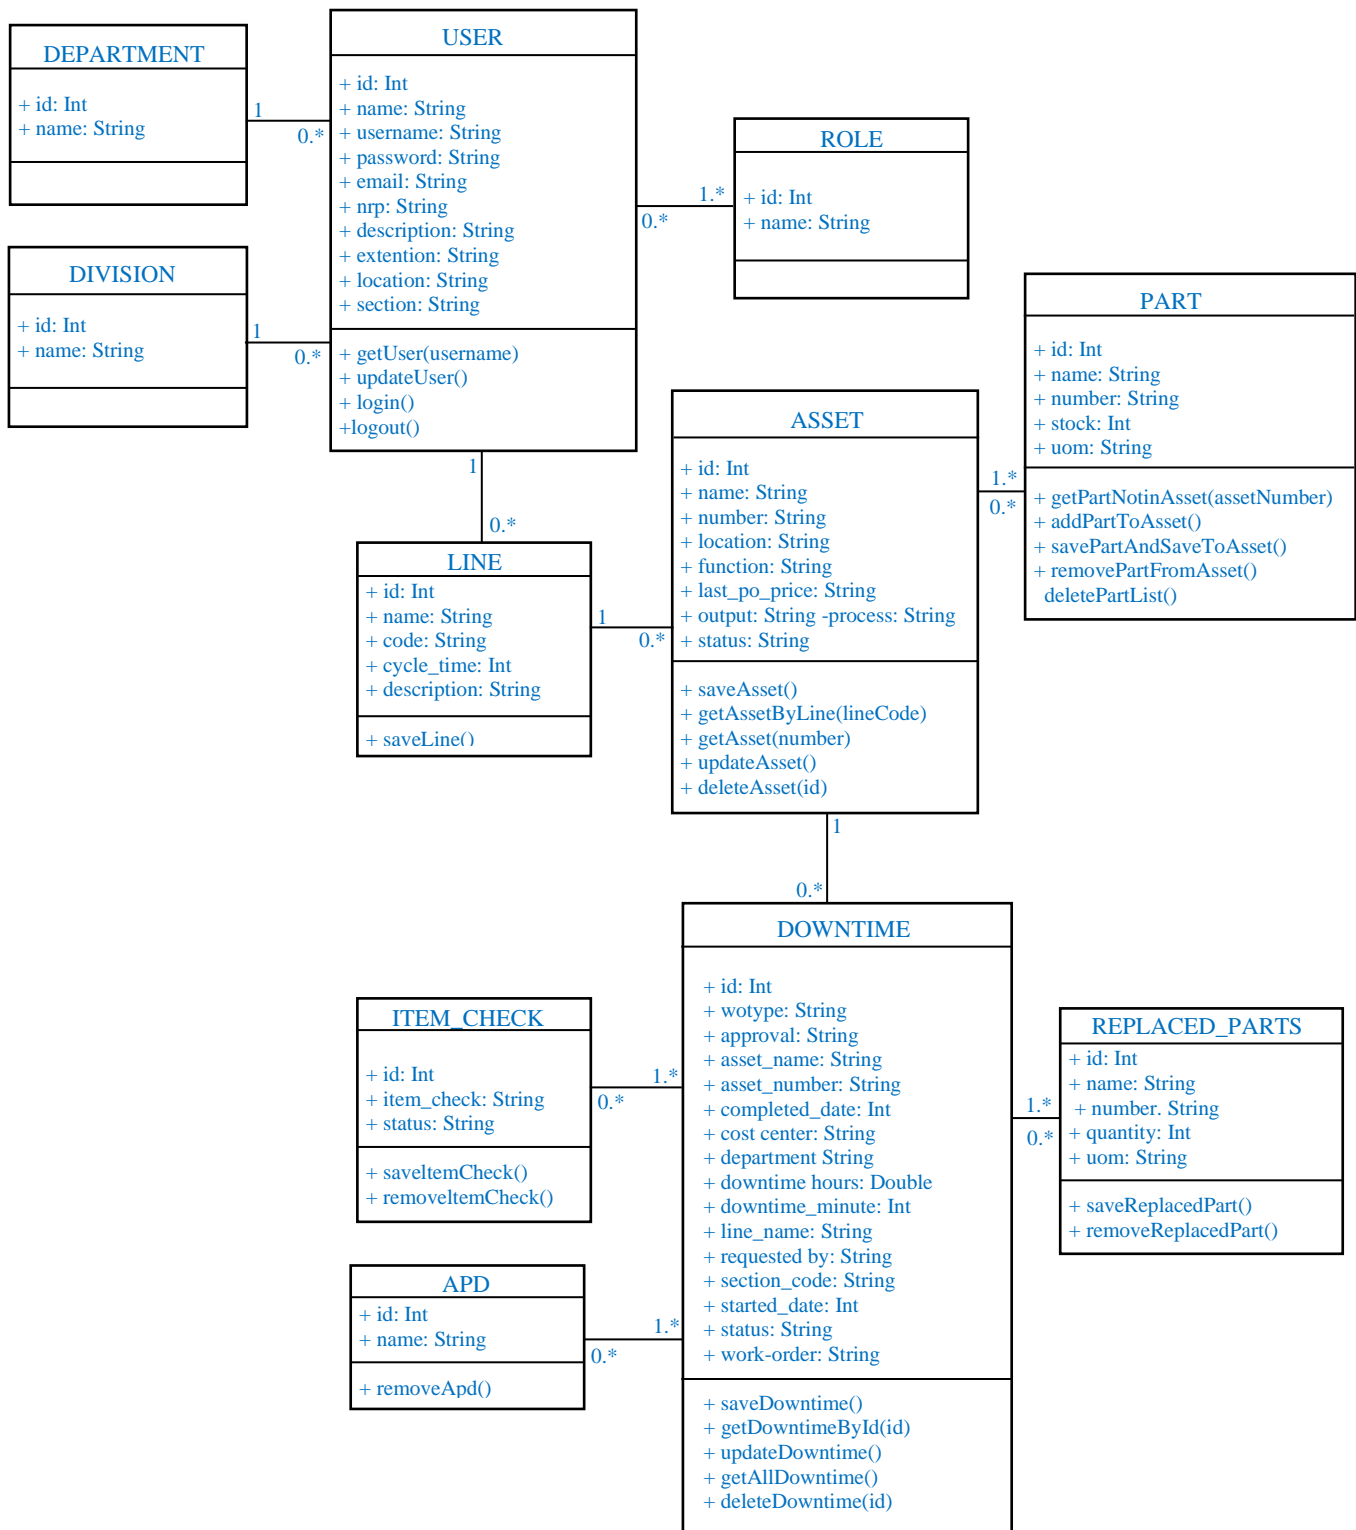 DEPARTMENT
+ id: Int
+ name: String
1
0.*
USER
+ id: Int
+ name: String
+ username: String
+ password: String
+ email: String
+ nrp: String
+ description: String
+ extention: String
+ location: String
+ section: String
+ getUser(username)
+ updateUser()
+ login()
+logout()
1.*
0.*
ROLE
+ id: Int
+ name: String
DIVISION
+ id: Int
+ name: String
1
0.*
1
0.*
LINE
+ id: Int
+ name: String
+ code: String
+ cycle_time: Int
+ description: String
+ saveLine()
1
0.*
ASSET
+ id: Int
+ name: String
+ number: String
+ location: String
+ function: String
+ last_po_price: String
+ output: String -process: String
+ status: String
+ saveAsset()
+ getAssetByLine(lineCode)
+ getAsset(number)
+ updateAsset()
+ deleteAsset(id)
1.*
0.*
PART
+ id: Int
+ name: String
+ number: String
+ stock: Int
+ uom: String
+ getPartNotinAsset(assetNumber)
+ addPartToAsset()
+ savePartAndSaveToAsset()
+ removePartFromAsset()
deletePartList()
1
0.*
DOWNTIME
+ id: Int
+ wotype: String
+ approval: String
+ asset_name: String
+ asset_number: String
+ completed_date: Int
+ cost center: String
+ department String
+ downtime hours: Double
+ downtime_minute: Int
+ line_name: String
+ requested by: String
+ section_code: String
+ started_date: Int
+ status: String
+ work-order: String
+ saveDowntime()
+ getDowntimeById(id)
+ updateDowntime()
+ getAllDowntime()
+ deleteDowntime(id)
ITEM_CHECK
+ id: Int
+ item_check: String
+ status: String
+ saveltemCheck()
+ removeltemCheck()
1.*
0.*
APD
+ id: Int
+ name: String
+ removeApd()
1.*
0.*
REPLACED_PARTS
+ id: Int
+ name: String
+ number. String
+ quantity: Int
+ uom: String
+ saveReplacedPart()
+ removeReplacedPart()
1.*
0.*